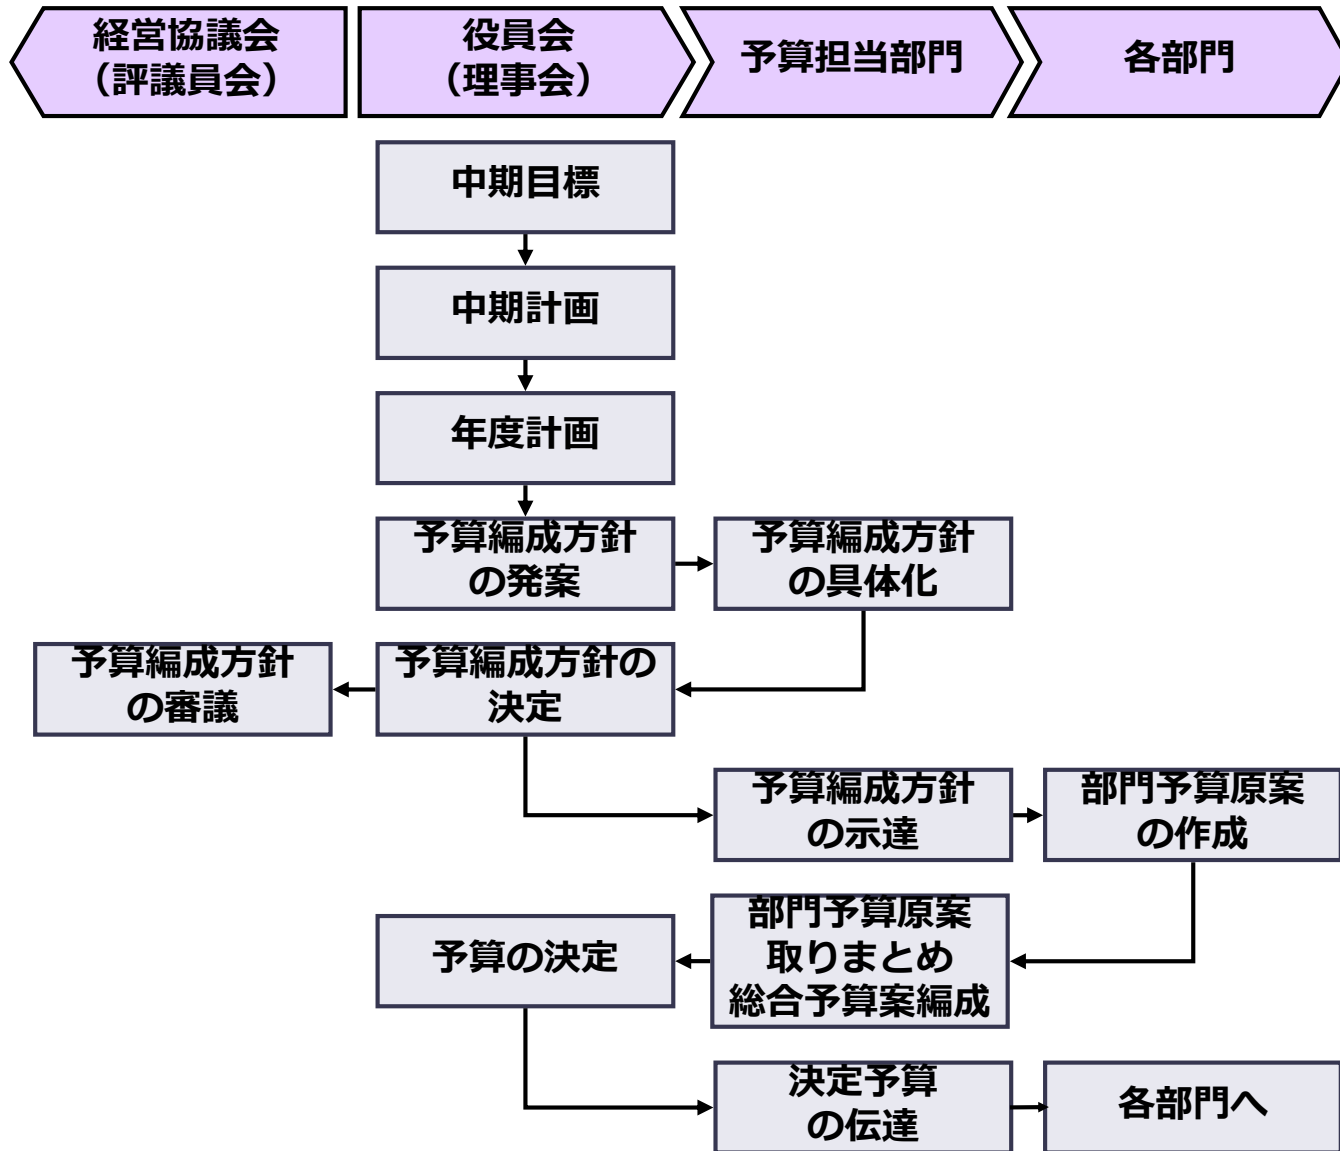 経営協議会
（評議員会）
役員会
（理事会）
予算担当部門
各部門
中期目標
中期計画
年度計画
予算編成方針
の発案
予算編成方針
の具体化
予算編成方針
の審議
予算編成方針の
決定
予算編成方針
の示達
部門予算原案
の作成
予算の決定
部門予算原案
取りまとめ
総合予算案編成
決定予算
の伝達
各部門へ